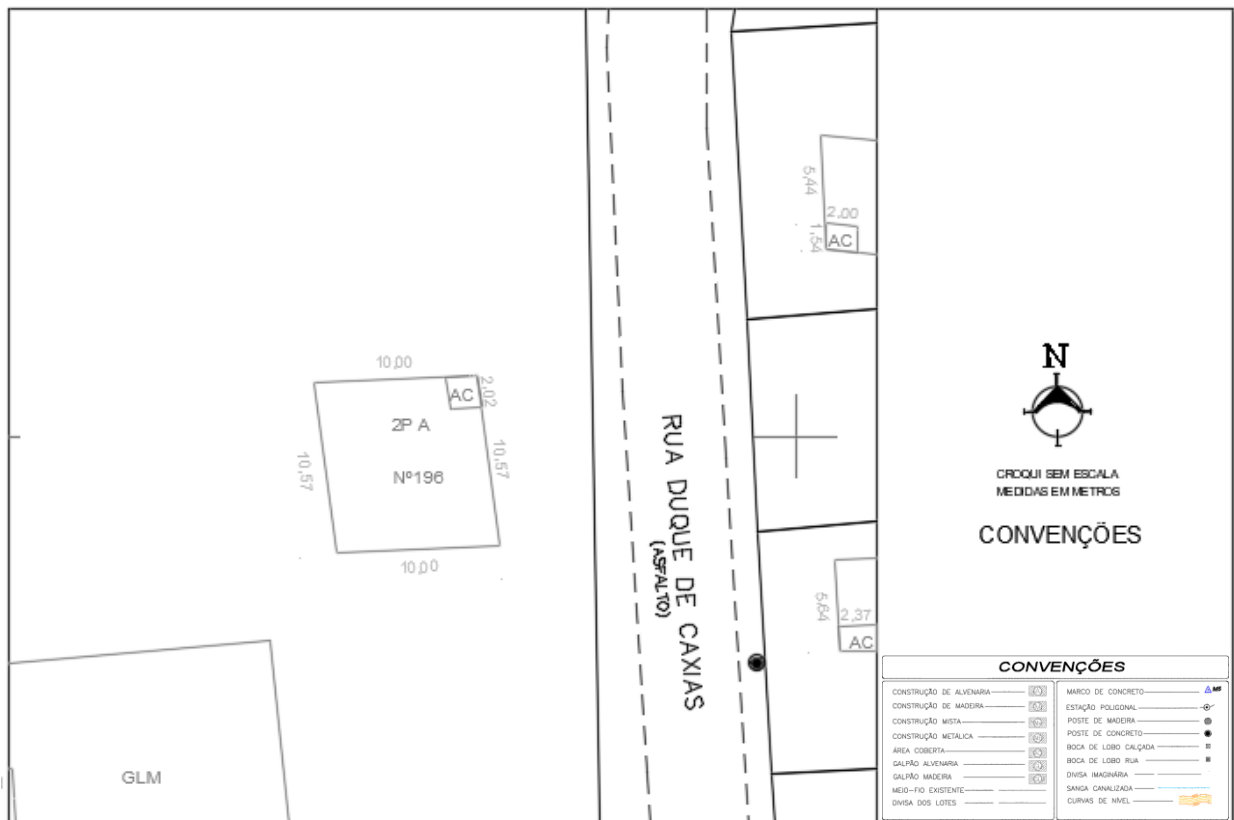 5,44
2,00
1,54
AC
10,00
AC
2,02
2P A
Nº196
10,57
10,57
10,00
RUA DUQUE DE CAXIAS
(ASFALTO)
5,64
2,37
AC
GLM
N
CROQUI SEM ESCALA
MEDIDAS EM METROS
CONVENÇÕES
CONVENÇÕES
CONSTRUÇÃO DE ALVENARIA
CONSTRUÇÃO DE MADEIRA
CONSTRUÇÃO MISTA
CONSTRUÇÃO METÁLICA
ÁREA COBERTA
GALPÃO ALVENARIA
GALPÃO MADEIRA
MEIO-FIO EXISTENTE
DIVISA DOS LOTES
MARCO DE CONCRETO
ESTAÇÃO POLIGONAL
POSTE DE MADEIRA
POSTE DE CONCRETO
BOCA DE LOBO CALÇADA
BOCA DE LOBO RUA
DIVISA IMAGINÁRIA
SANGA CANALIZADA
CURVAS DE NÍVEL